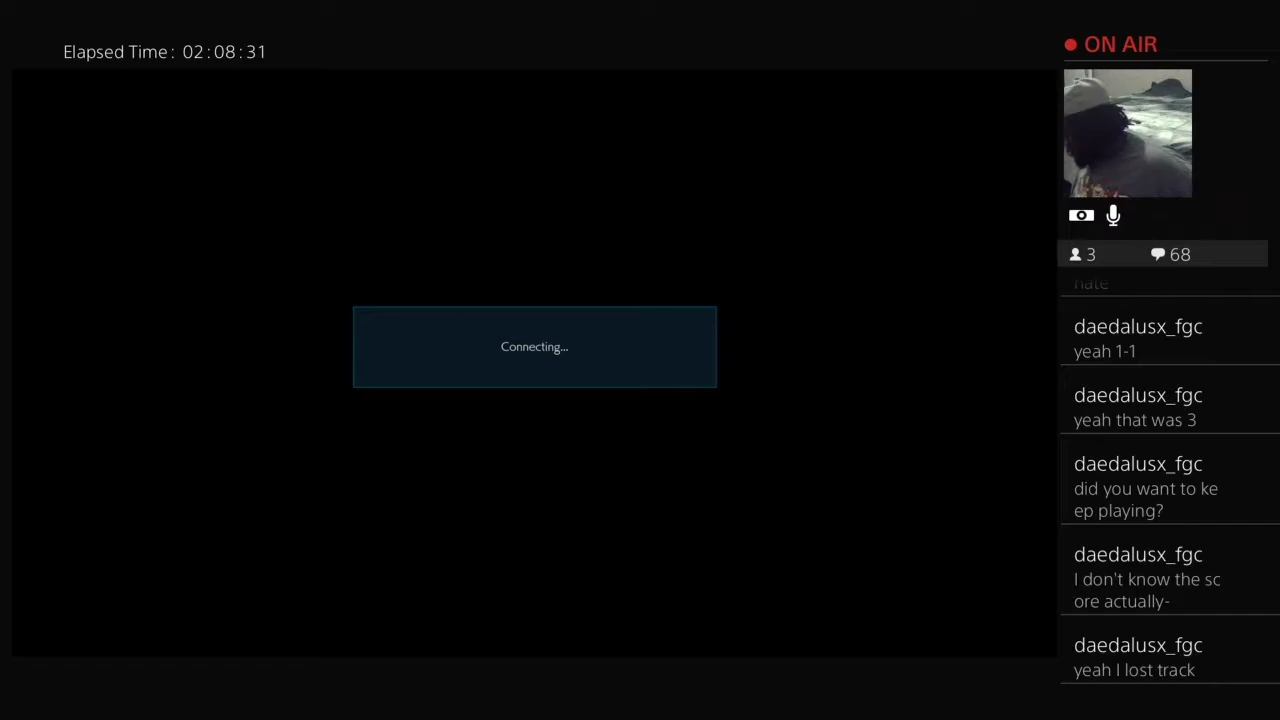 Elapsed Time: 02:08:31
ON AIR
3 68
hate
daedalusx_fgc
yeah 1-1
daedalusx_fgc
yeah that was 3
daedalusx_fgc
did you want to ke
ep playing?
daedalusx_fgc
I don't know the sc
ore actually-
daedalusx_fgc
yeah I lost track
Connecting...